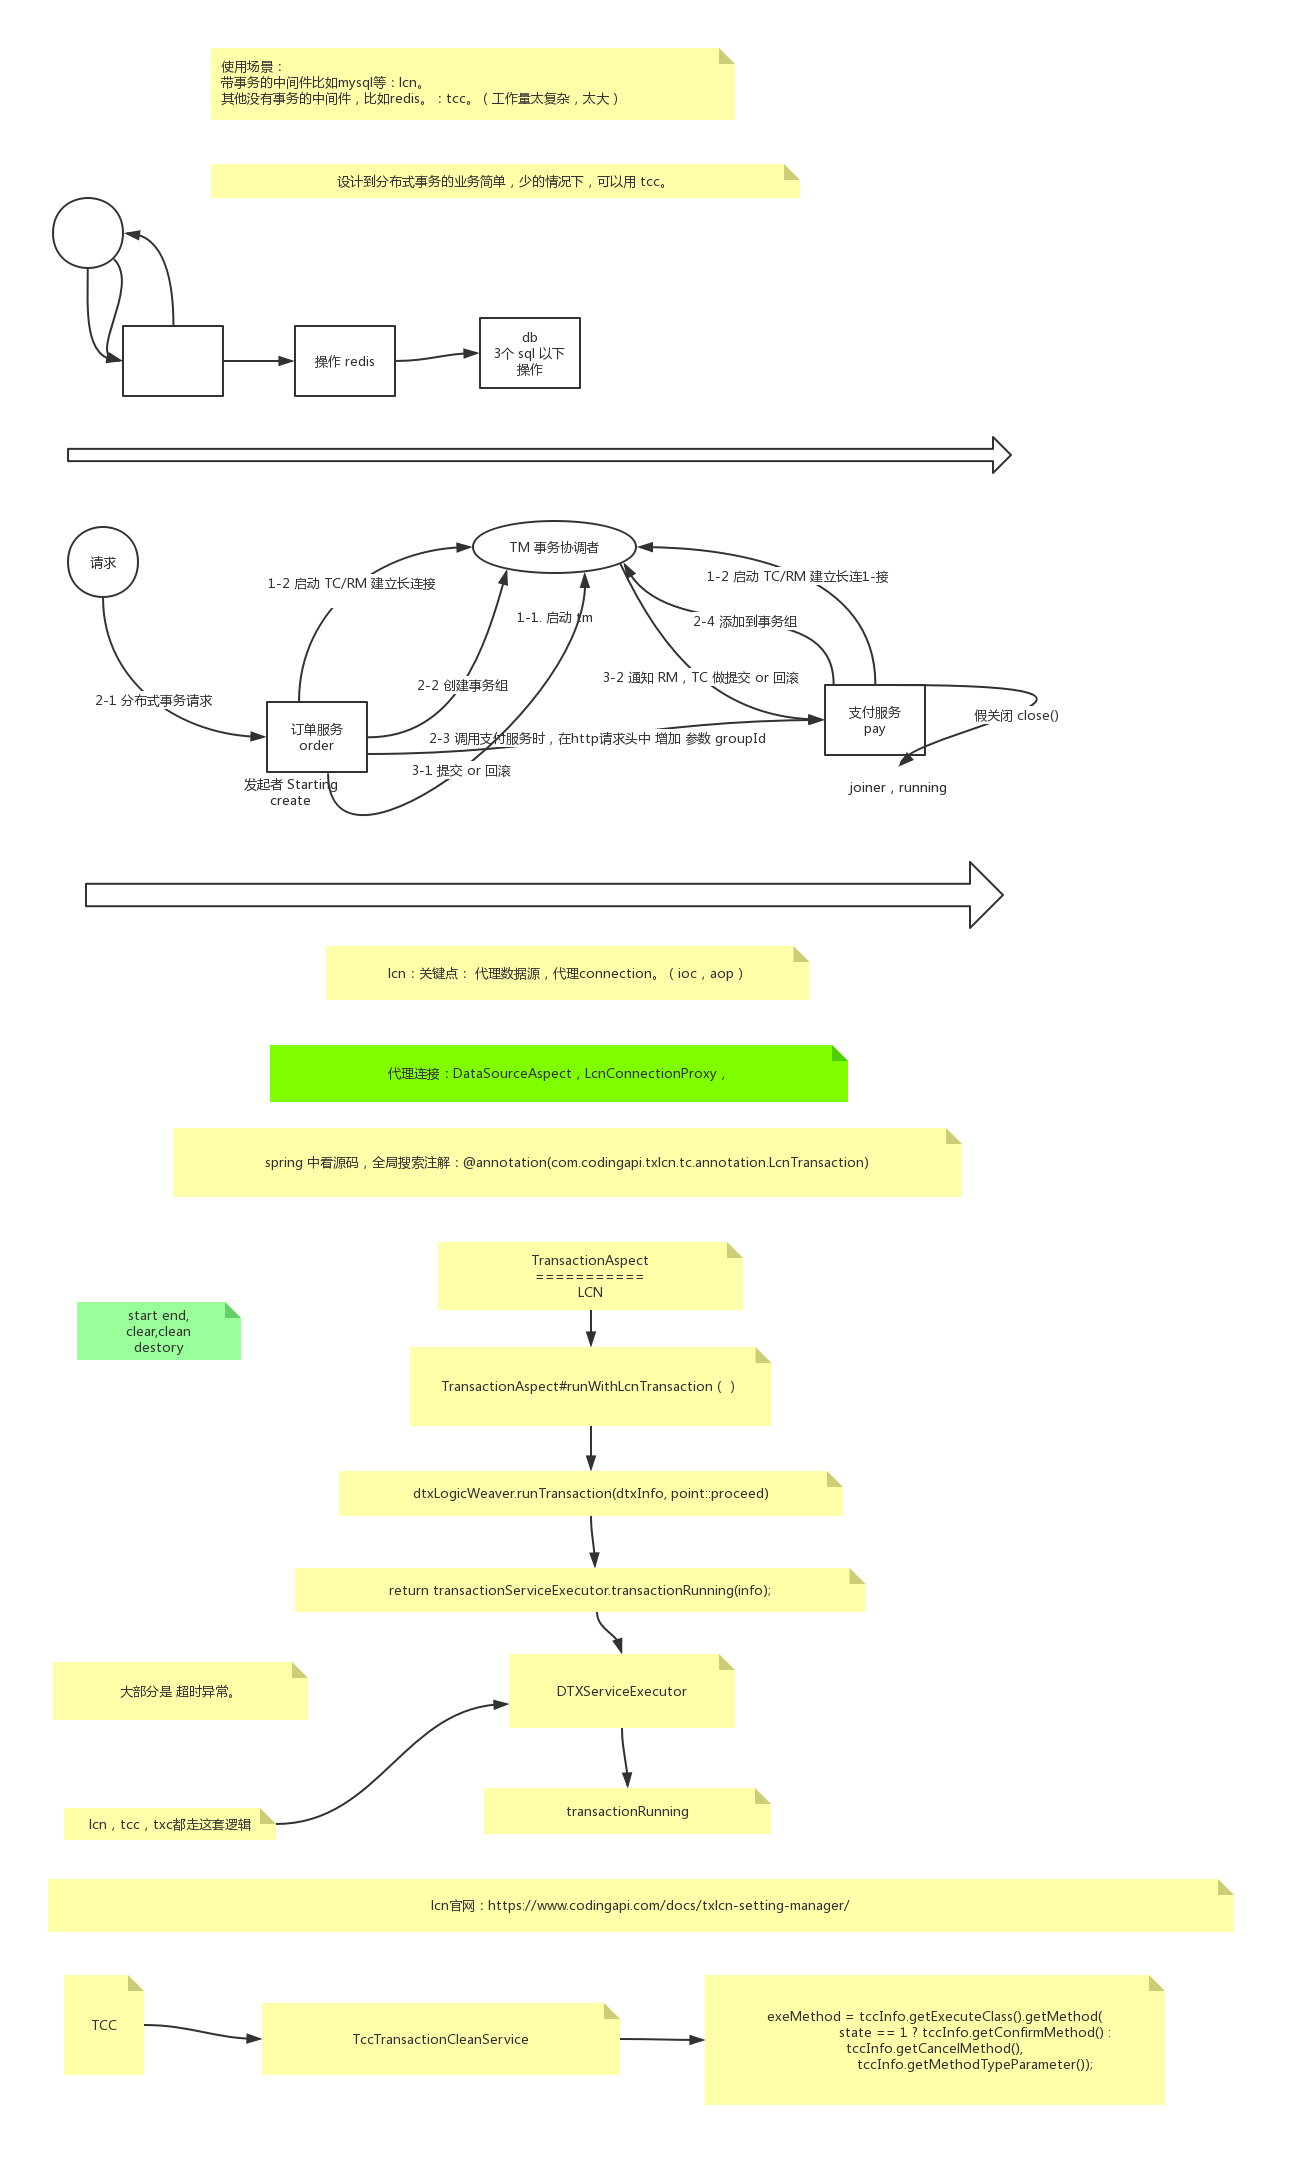 使用场景：
带事务的中间件比如mysql等：lcn。
其他没有事务的中间件，比如redis。：tcc。（工作量太复杂，太大）
设计到分布式事务的业务简单，少的情况下，可以用 tcc。
操作 redis
db
3个 sql 以下
操作
请求
TM 事务协调者
1-2 启动 TC/RM 建立长连接
1-2 启动 TC/RM 建立长连1-接
1-1. 启动 tm
2-4 添加到事务组
2-2 创建事务组
3-2 通知 RM，TC 做提交 or 回滚
2-1 分布式事务请求
订单服务
order
支付服务
pay
假关闭 close()
2-3 调用支付服务时，在http请求头中 增加 参数 groupId
3-1 提交 or 回滚
发起者 Starting
create
joiner，running
lcn：关键点： 代理数据源，代理connection。（ioc，aop）
代理连接：DataSourceAspect，LcnConnectionProxy，
spring 中看源码，全局搜索注解：@annotation(com.codingapi.txlcn.tc.annotation.LcnTransaction)
TransactionAspect
===========
LCN
start end,
clear,clean
destory
TransactionAspect#runWithLcnTransaction（ ）
dtxLogicWeaver.runTransaction(dtxInfo, point::proceed)
return transactionServiceExecutor.transactionRunning(info);
大部分是 超时异常。
DTXServiceExecutor
transactionRunning
lcn，tcc，txc都走这套逻辑
lcn官网：https://www.codingapi.com/docs/txlcn-setting-manager/
TCC
TccTransactionCleanService
exeMethod = tccInfo.getExecuteClass().getMethod(
state == 1 ? tccInfo.getConfirmMethod() :
tccInfo.getCancelMethod(),
tccInfo.getMethodTypeParameter());